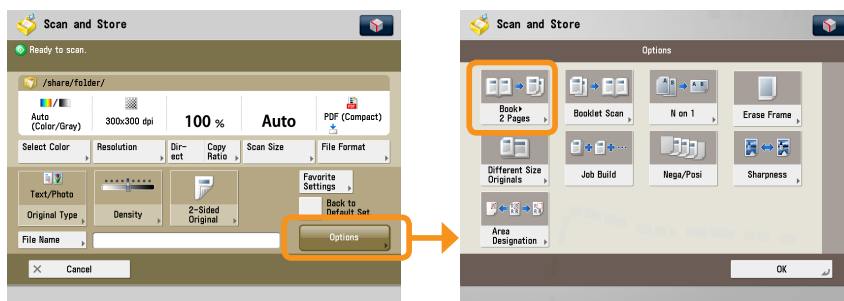 Scan and Store
Ready to scan.
/share/folder/
Auto
(Color/Gray)
300x300 dpi
100 %
Auto
PDF (Compact)
Select Color
Resolution
Dir-
ect
Copy
Ratio
Scan Size
File Format
Text/Photo
Original Type
Density
2-Sided
Original
Favorite
Settings
Back to
Default Set.
File Name
Options
Cancel
Scan and Store
Options
Book▶
2 Pages
Booklet Scan
N on 1
Erase Frame
Different Size
Originals
Job Build
Nega/Posi
Sharpness
Area
Designation
OK